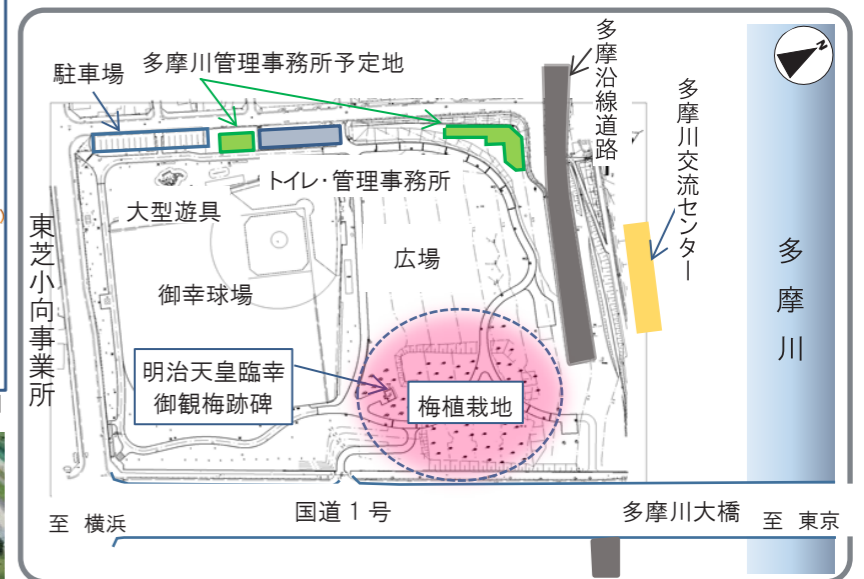 駐車場
多摩川管理事務所予定地
多摩沿線道路
多摩川交流センター
N
トイレ・管理事務所
大型遊具
東芝小向事業所
御幸球場
広場
多摩川
明治天皇臨幸
御観梅跡碑
梅植栽地
至 横浜
国道１号
多摩川大橋
至 東京